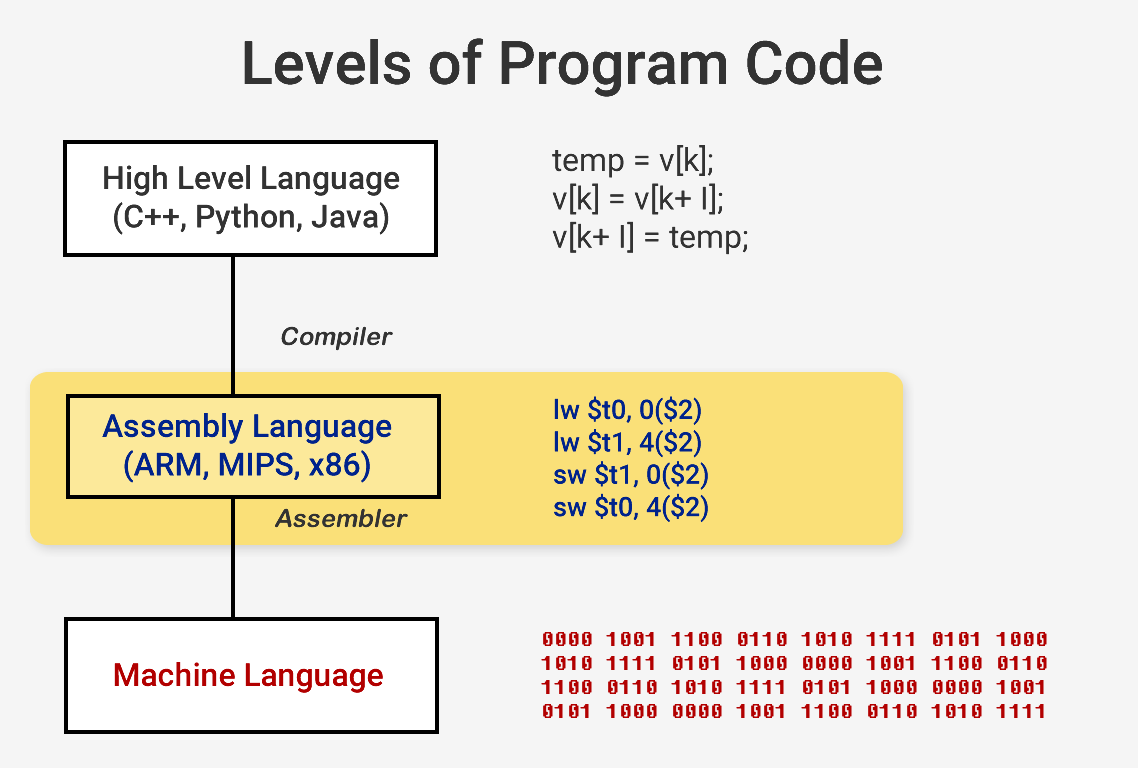 Levels of Program Code
High Level Language
(C++, Python, Java)
temp = v[k];
v[k] = v[k+ I];
v[k+ I] = temp;
Compiler
Assembly Language
(ARM, MIPS, x86)
lw $t0, 0($2)
lw $t1, 4($2)
sw $t1, 0($2)
sw $t0, 4($2)
Assembler
Machine Language
0000 1001 1100 0110 1010 1111 0101 1000
1010 1111 0101 1000 0000 1001 1100 0110
1100 0110 1010 1111 0101 1000 0000 1001
0101 1000 0000 1001 1100 0110 1010 1111